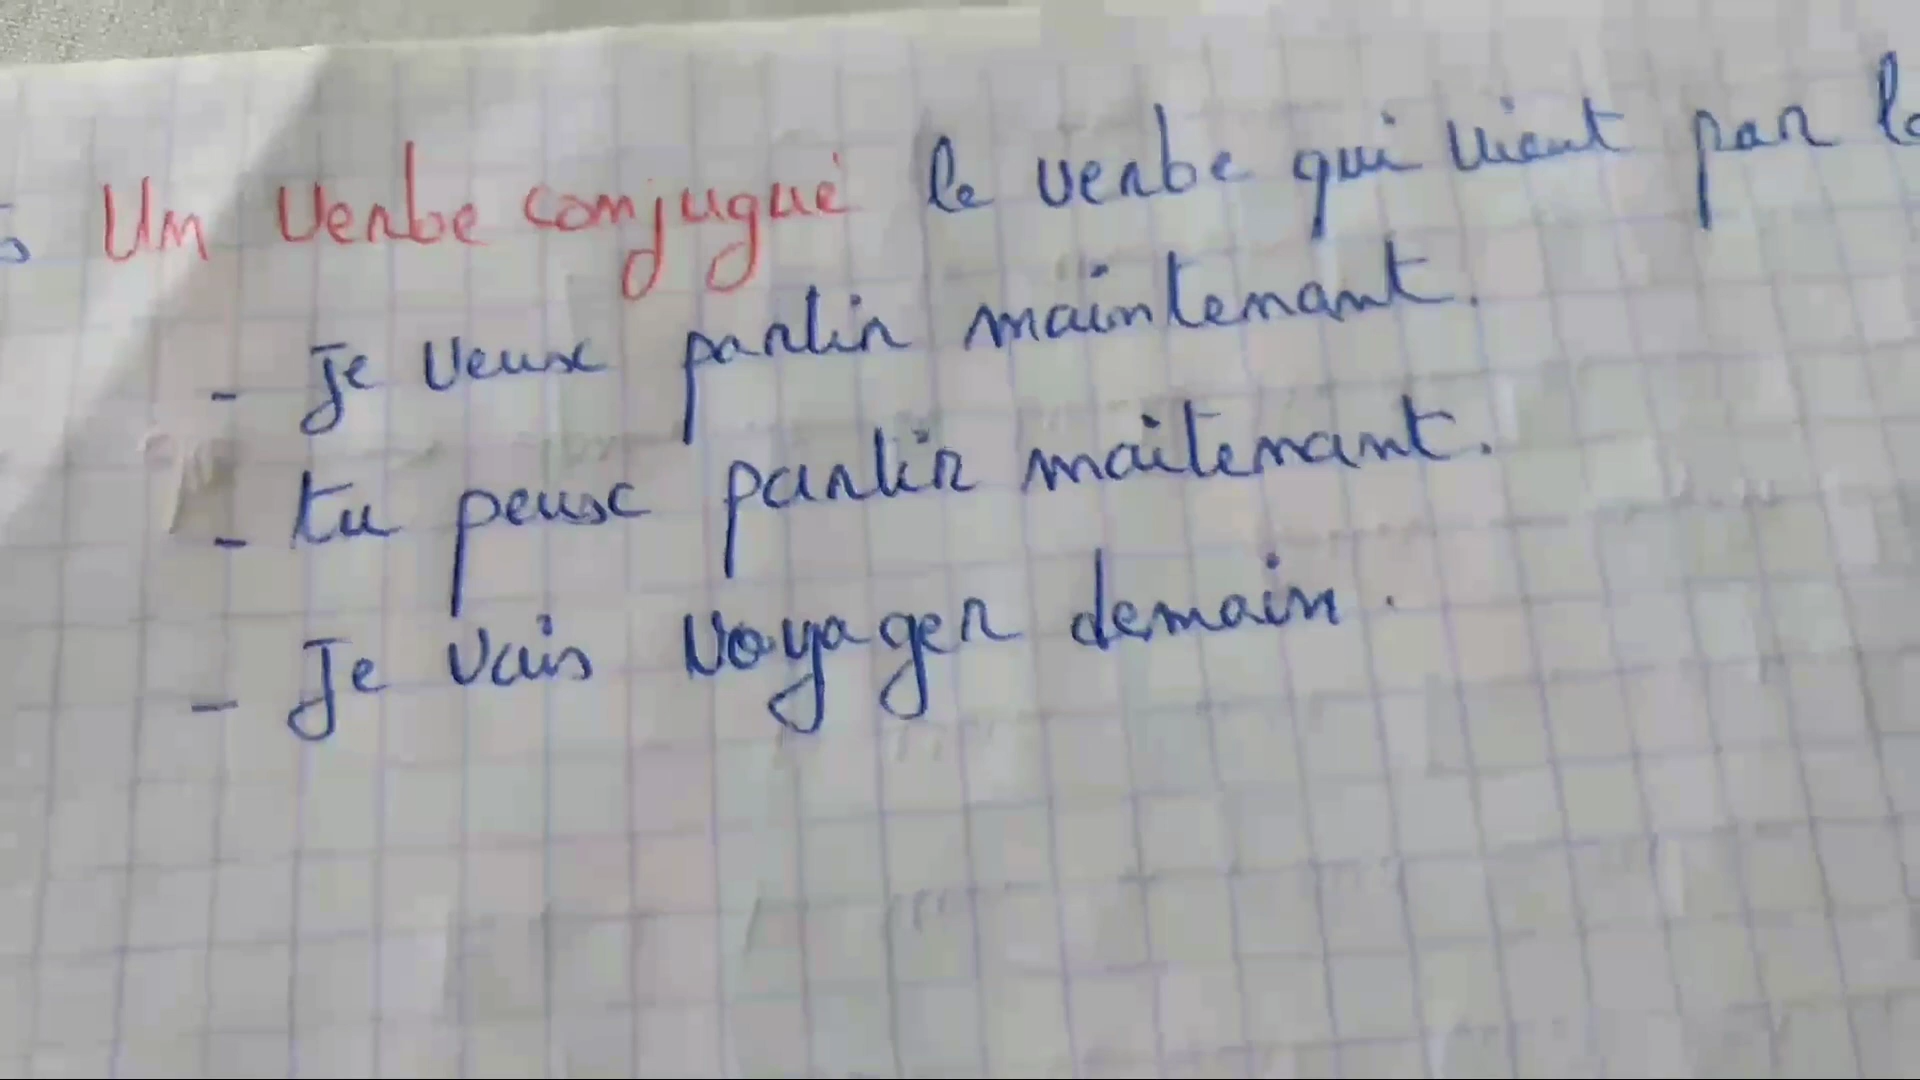 Un verbe conjugué le verbe qui vient par
- Je veux partir maintenant.
- tu peux partir maitenant.
- Je vais voyager demain.